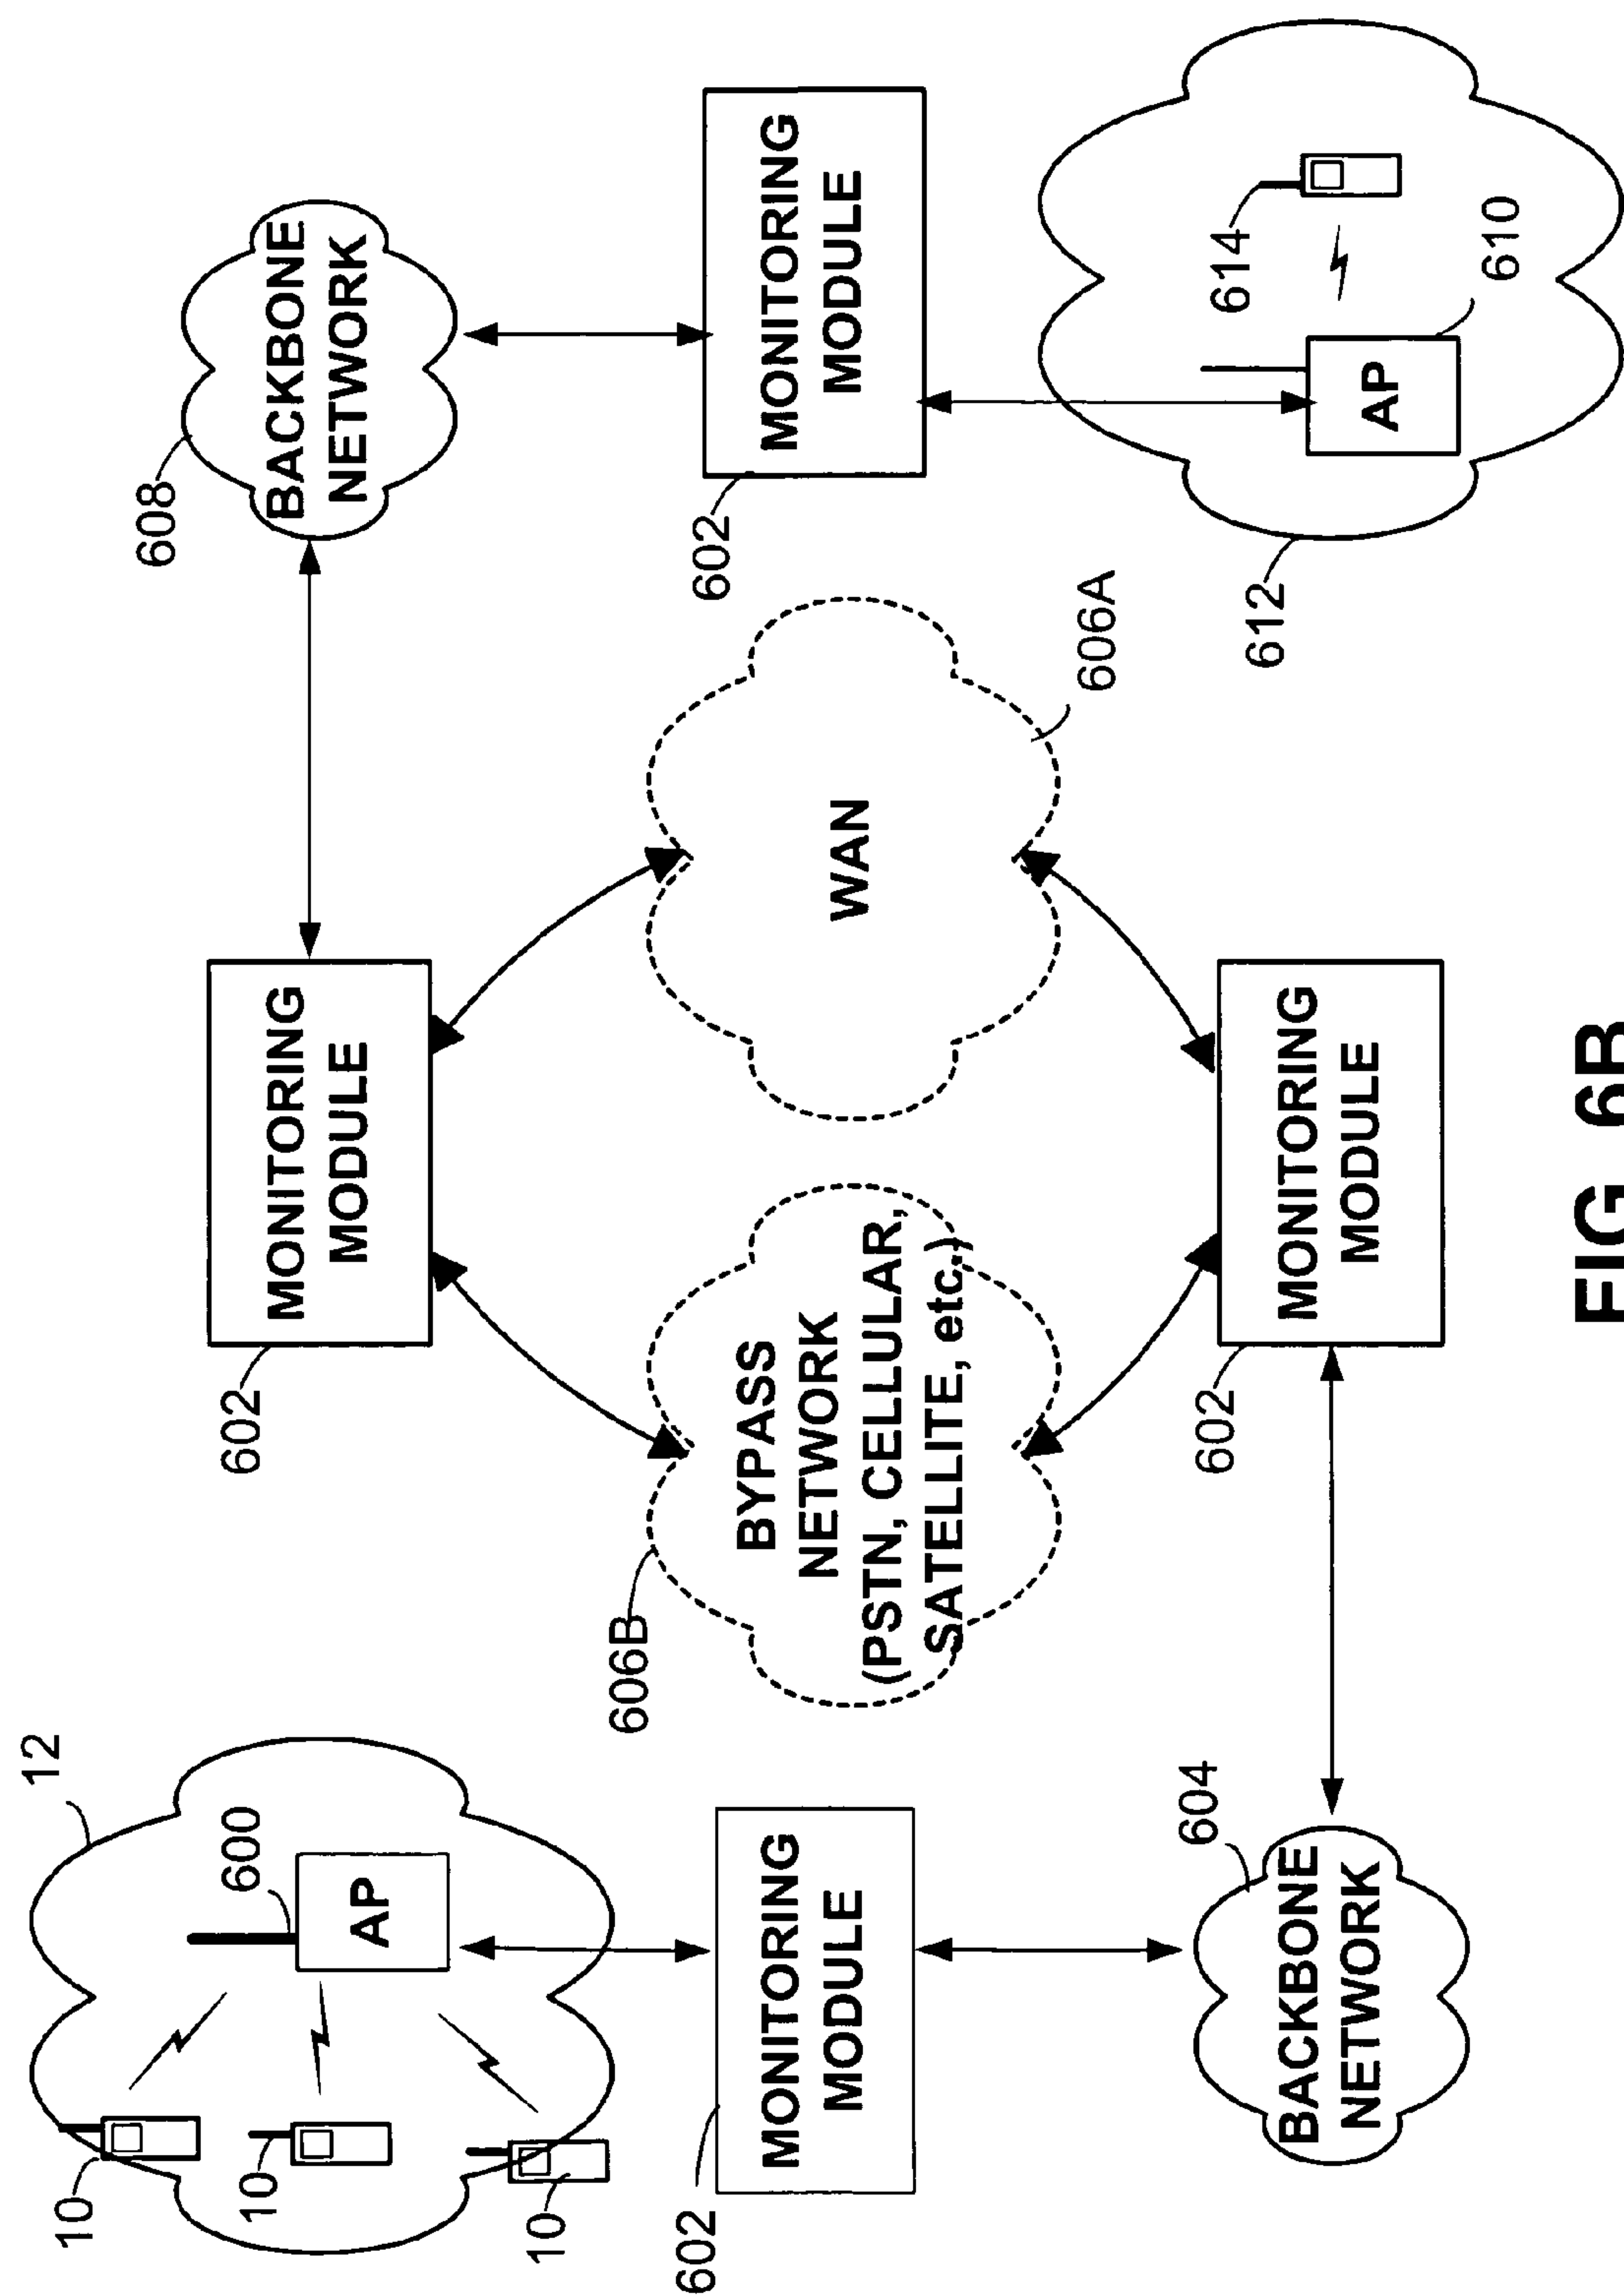 12
10
10
10
600
AP
602
MONITORING
MODULE
604
BACKBONE
NETWORK
602
MONITORING
MODULE
606B
BYPASS
NETWORK
(PSTN, CELLULAR,
SATELLITE, etc.)
WAN
606A
602
MONITORING
MODULE
608
BACKBONE
NETWORK
602
MONITORING
MODULE
612
614
AP
610
FIG. 6B